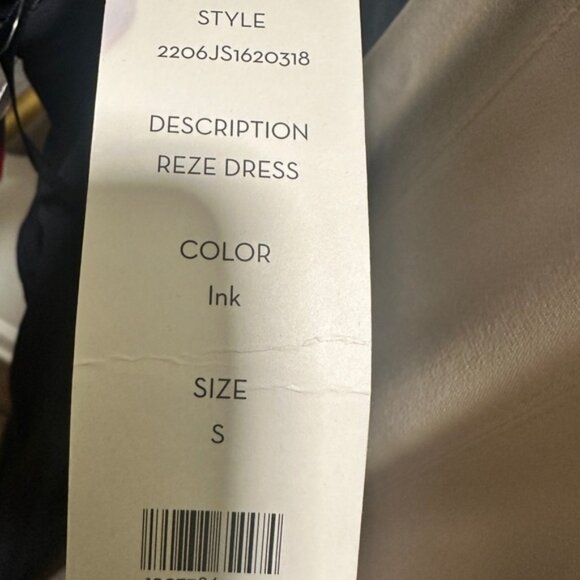 STYLE
2206JS1620318
DESCRIPTION
REZE DRESS
COLOR
Ink
SIZE
S